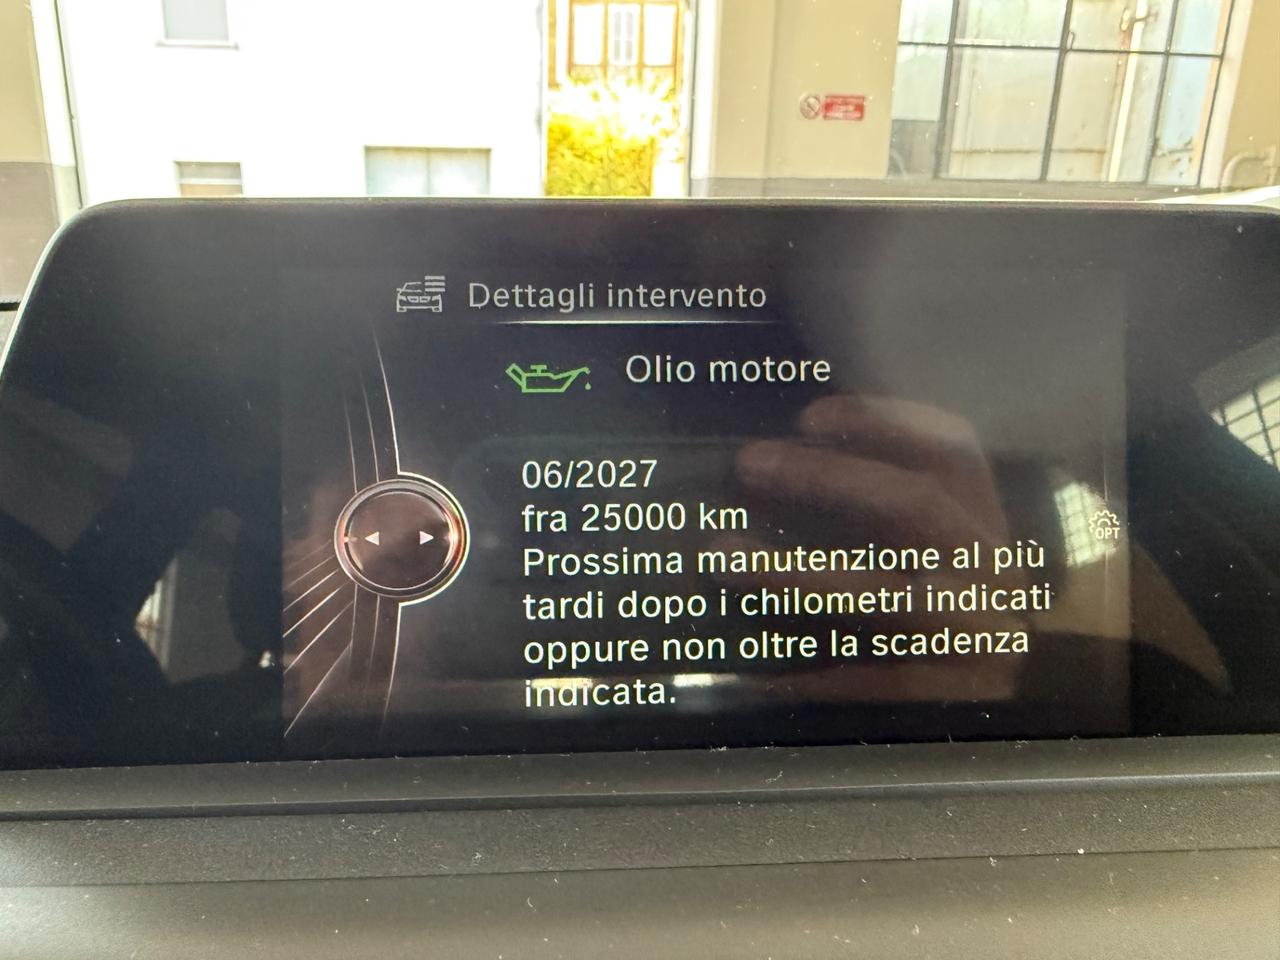 Dettagli intervento
Olio motore
06/2027
fra 25000 km
OPT
Prossima manutenzione al più
tardi dopo i chilometri indicati
oppure non oltre la scadenza
indicata.